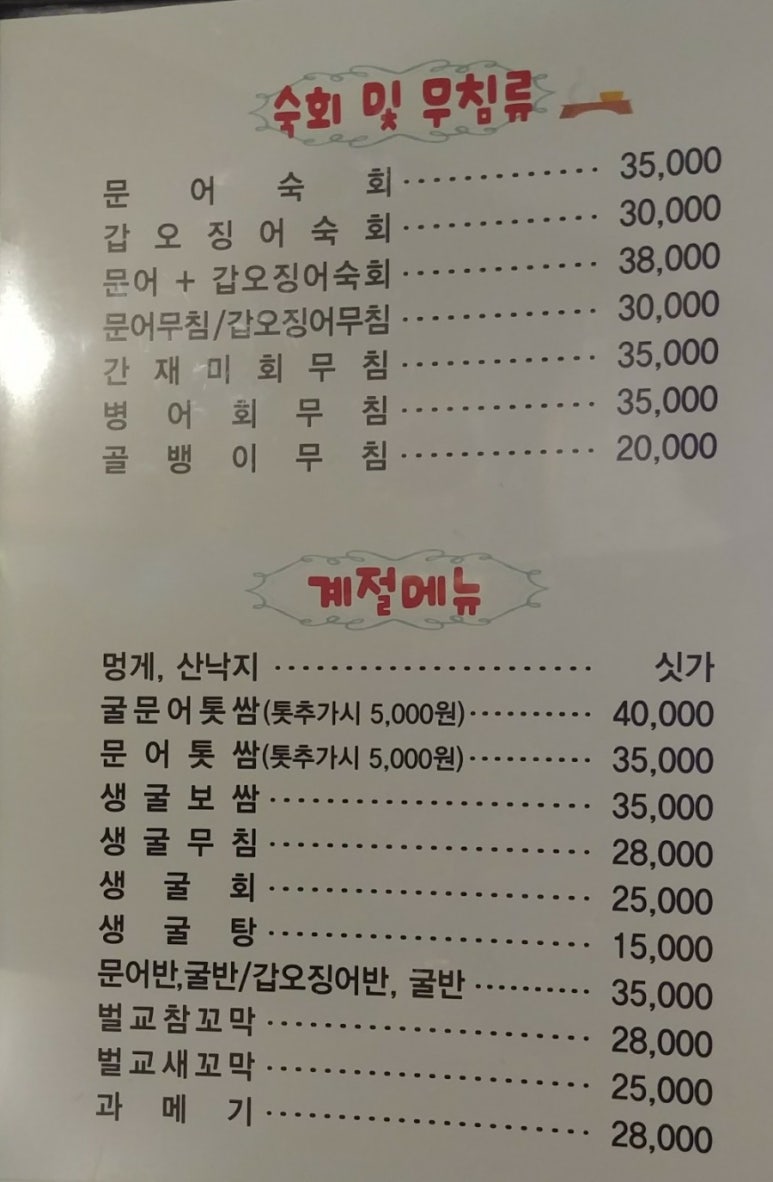 숙회 및 무침류
문어숙회 ············· 35,000
갑오징어숙회 ············· 30,000
문어 + 갑오징어숙회 ············· 38,000
문어무침/갑오징어무침 ············· 30,000
간재미회무침 ············· 35,000
병어회무침 ············· 35,000
골뱅이무침 ············· 20,000
계절메뉴
멍게, 산낙지 ······················ 싯가
굴문어톳쌈(톳추가시 5,000원) ·········· 40,000
문어톳쌈(톳추가시 5,000원) ·········· 35,000
생굴보쌈 ······················ 35,000
생굴무침 ······················ 28,000
생굴회 ······················ 25,000
생굴탕 ······················ 15,000
문어반,굴반/갑오징어반, 굴반 ·········· 35,000
벌교참꼬막 ······················ 28,000
벌교새꼬막 ······················ 25,000
과메기 ······················ 28,000